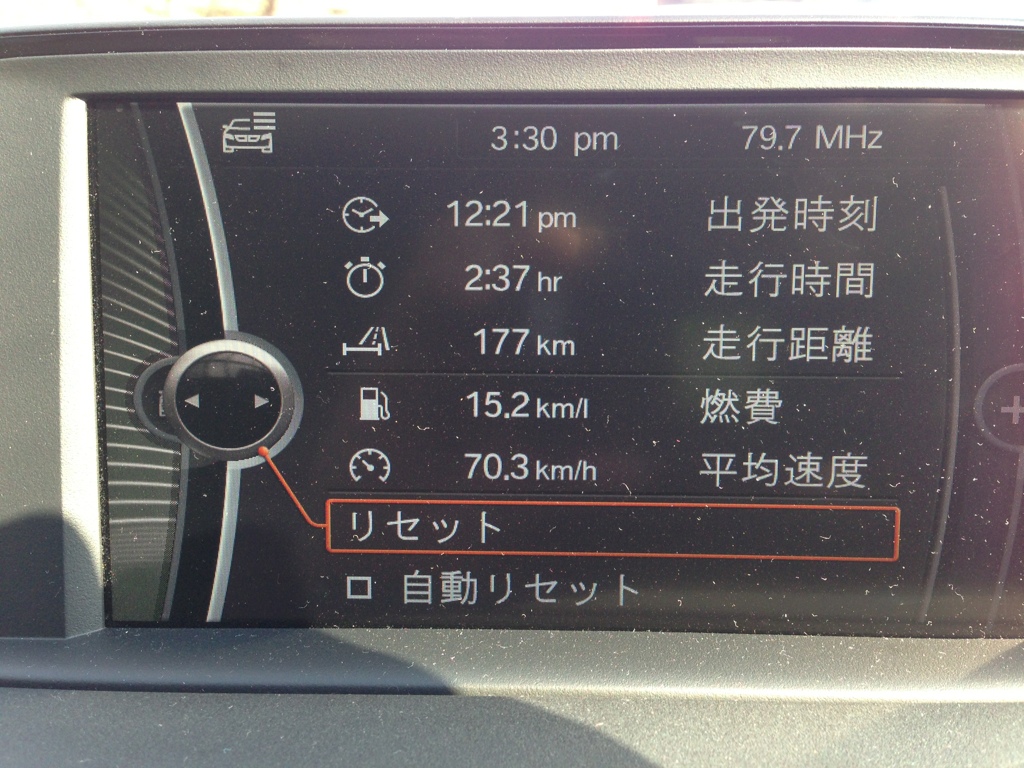 3:30 pm 79.7 MHz
12:21 pm 出発時刻
2:37 hr 走行時間
177 km 走行距離
15.2 km/l 燃費
70.3 km/h 平均速度
リセット
自動リセット